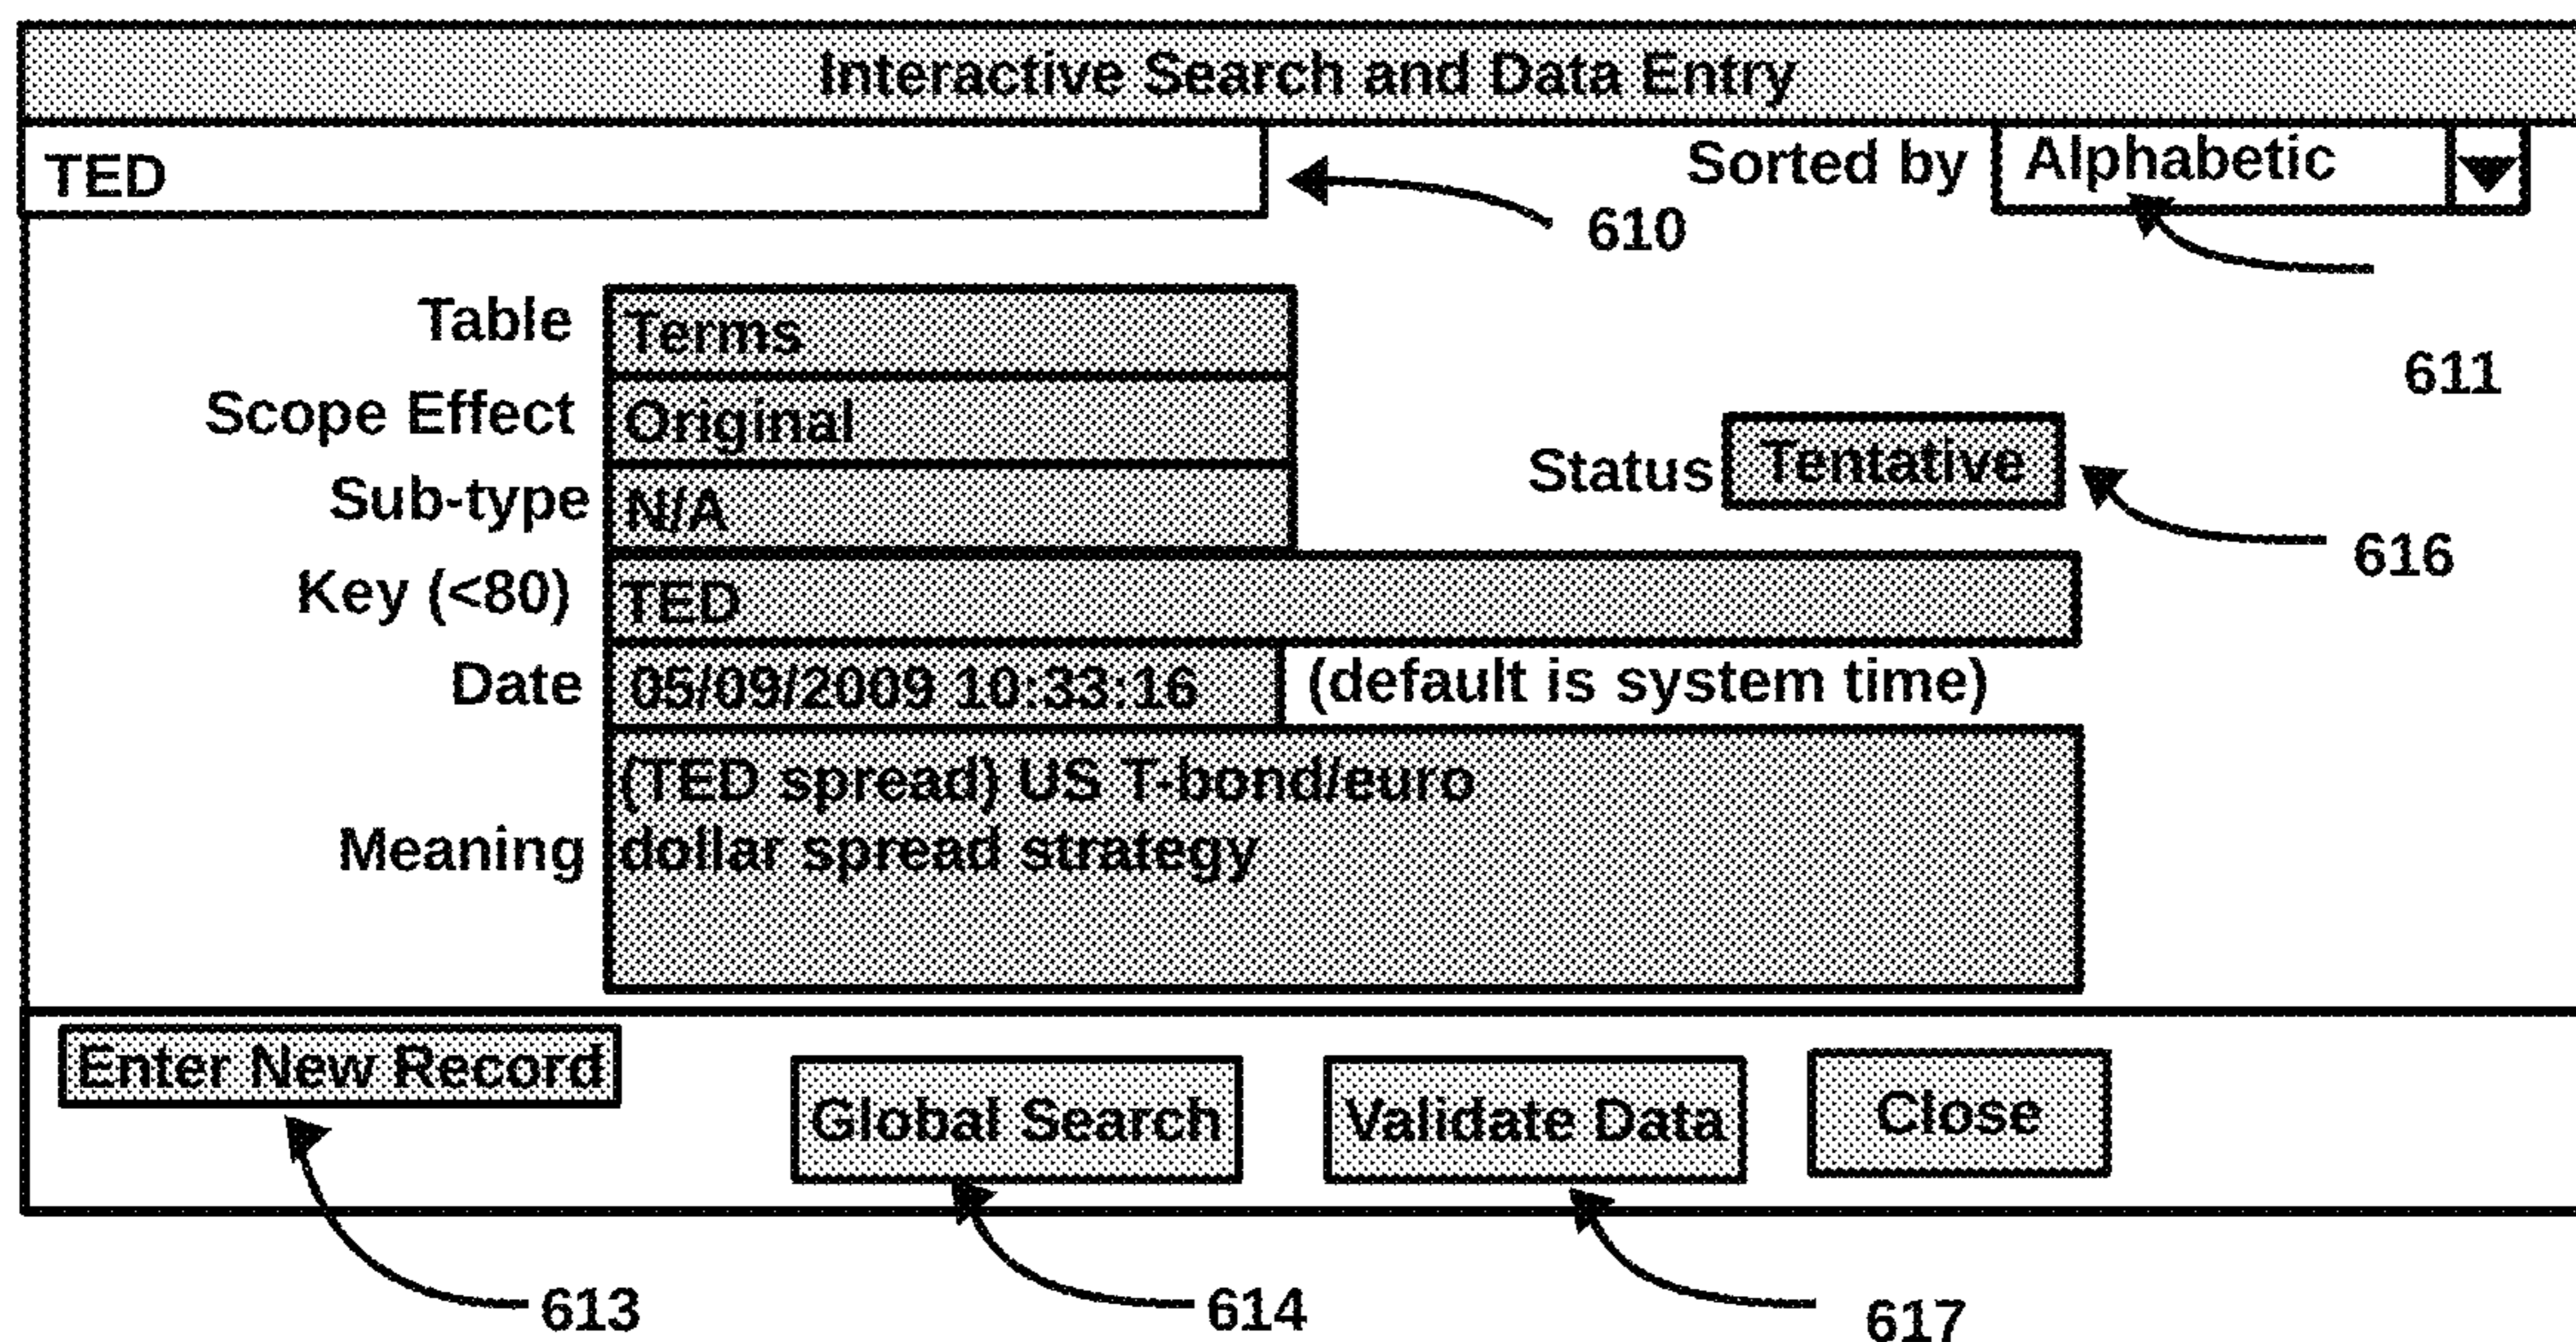 Interactive Search and Data Entry
TED
Sorted by Alphabetic
610
Table Terms
611
Scope Effect Original
Status Tentative
Sub-type N/A
616
Key (<80) TED
Date 05/09/2009 10:33:16 (default is system time)
(TED spread) US T-bond/euro
Meaning dollar spread strategy
Enter New Record
Global Search Validate Data Close
613 614 617